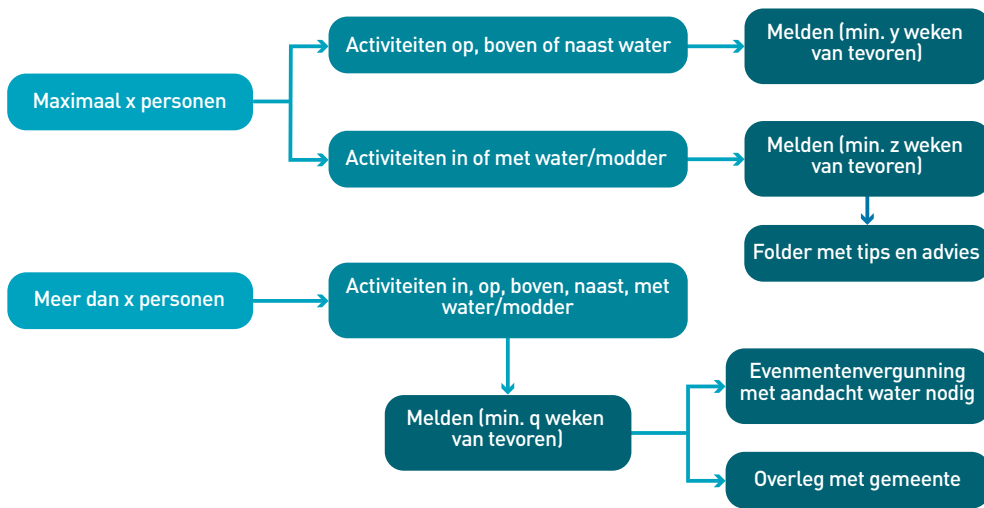 Maximaal x personen
Activiteiten op, boven of naast water
Melden (min. y weken
van tevoren)
Activiteiten in of met water/modder
Melden (min. z weken
van tevoren)
Folder met tips en advies
Meer dan x personen
Activiteiten in, op, boven, naast, met
water/modder
Melden (min. q weken
van tevoren)
Evenmentenvergunning
met aandacht water nodig
Overleg met gemeente